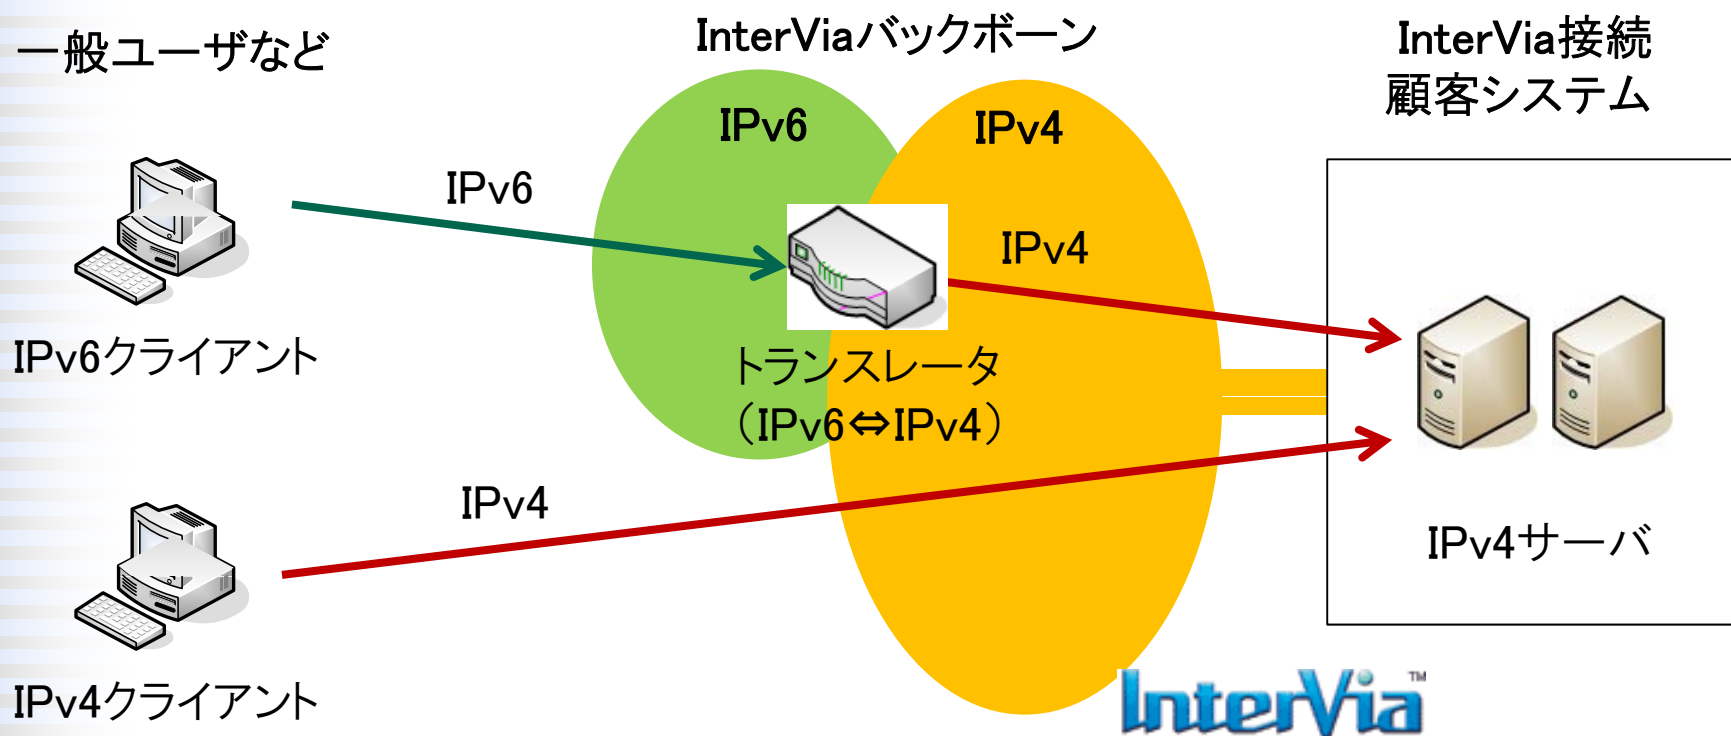 一般ユーザなど
InterViaバックボーン
InterVia接続
顧客システム
IPv6
IPv4
IPv6
IPv4
IPv6クライアント
トランスレータ
（IPv6⇔IPv4）
IPv4
IPv4サーバ
IPv4クライアント
InterVia™